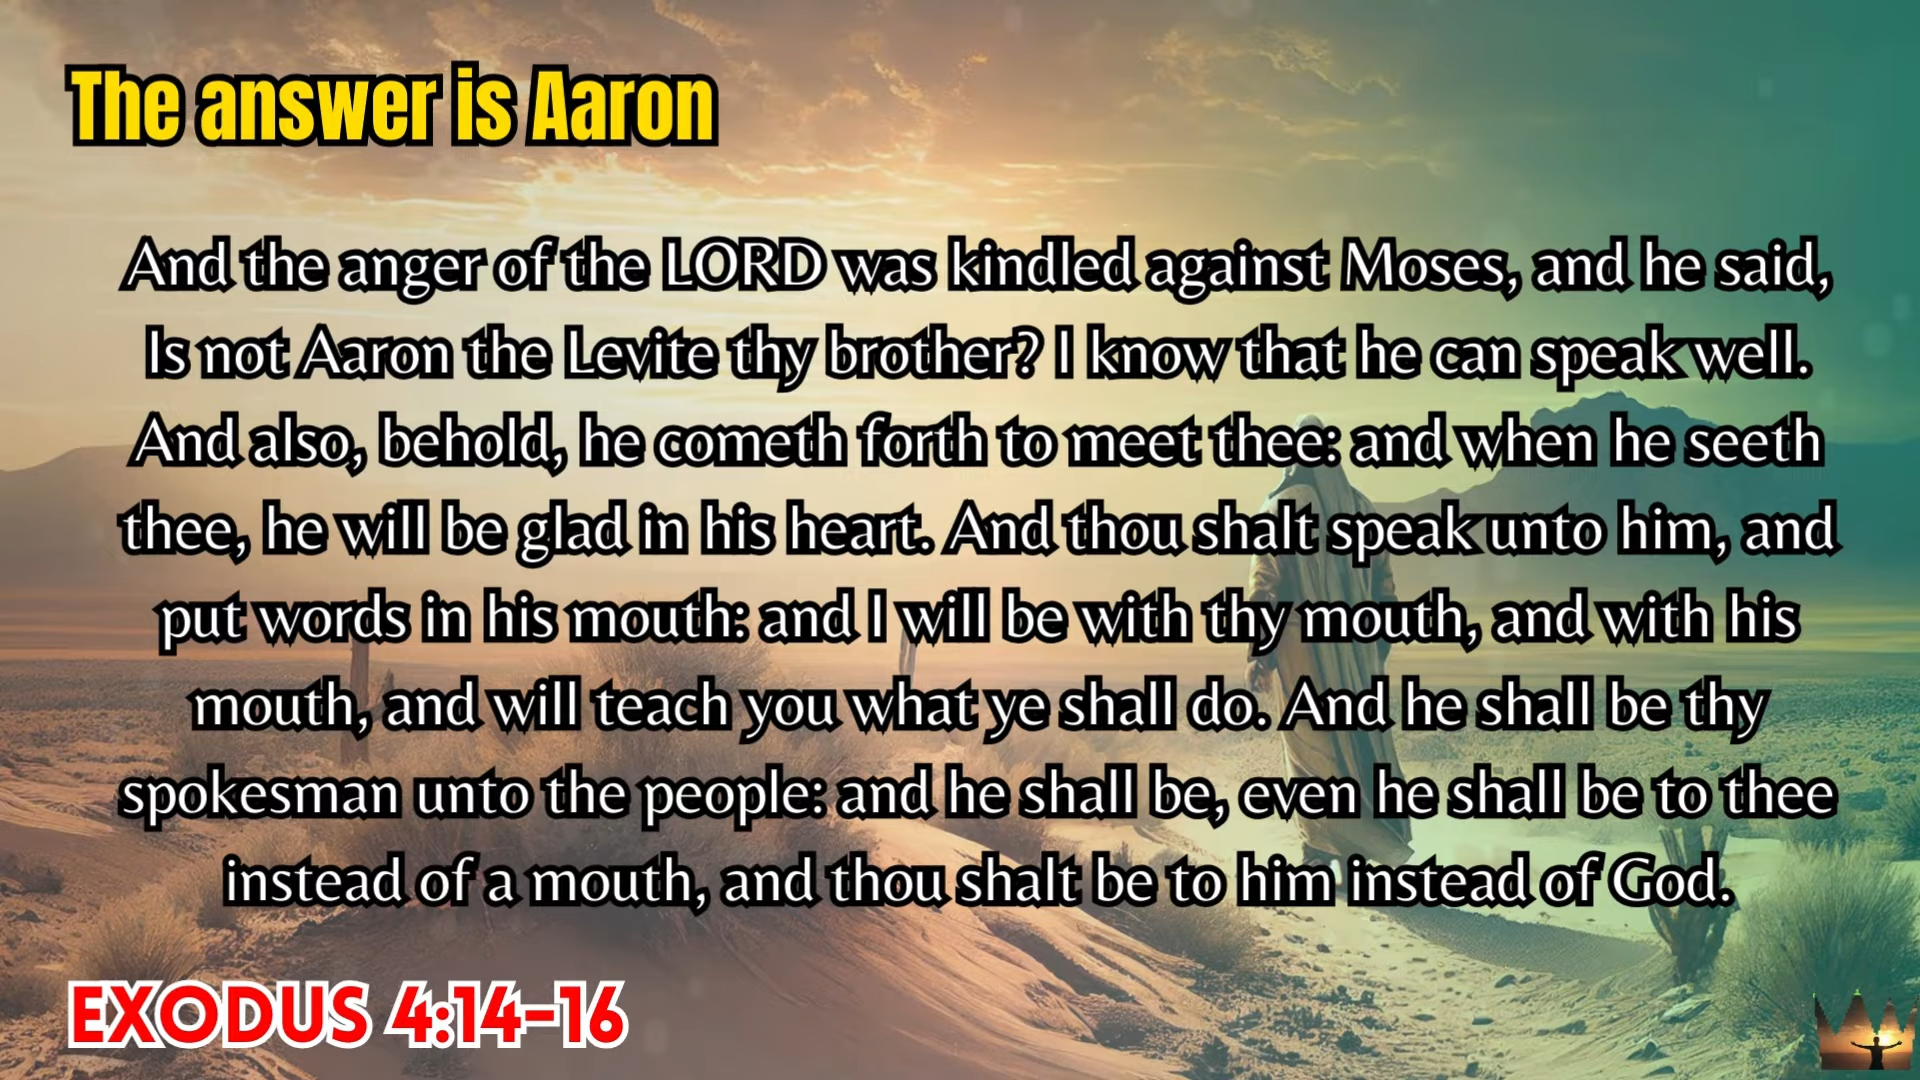 The answer is Aaron
And the anger of the LORD was kindled against Moses, and he said,
Is not Aaron the Levite thy brother? I know that he can speak well.
And also, behold, he cometh forth to meet thee: and when he seeth
thee, he will be glad in his heart. And thou shalt speak unto him, and
put words in his mouth: and I will be with thy mouth, and with his
mouth, and will teach you what ye shall do. And he shall be thy
spokesman unto the people: and he shall be, even he shall be to thee
instead of a mouth, and thou shalt be to him instead of God.
EXODUS 4:14-16